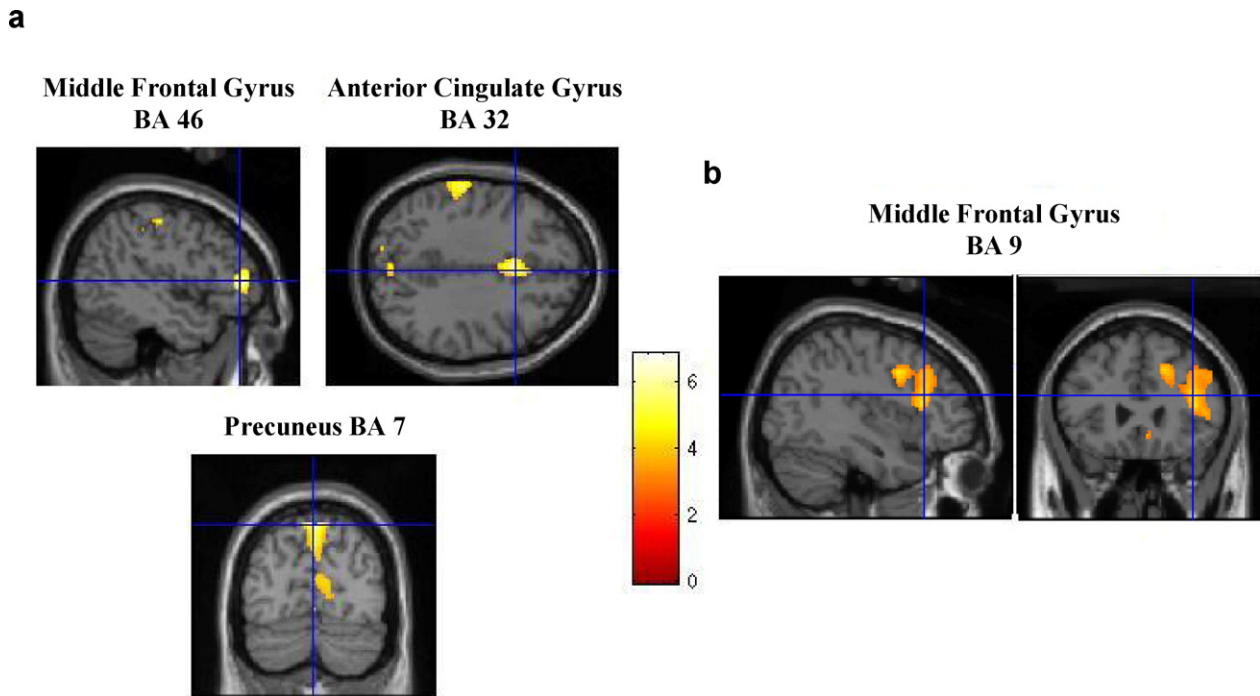 a
Middle Frontal Gyrus
BA 46
Anterior Cingulate Gyrus
BA 32
Precuneus BA 7
6
4
2
0
b
Middle Frontal Gyrus
BA 9